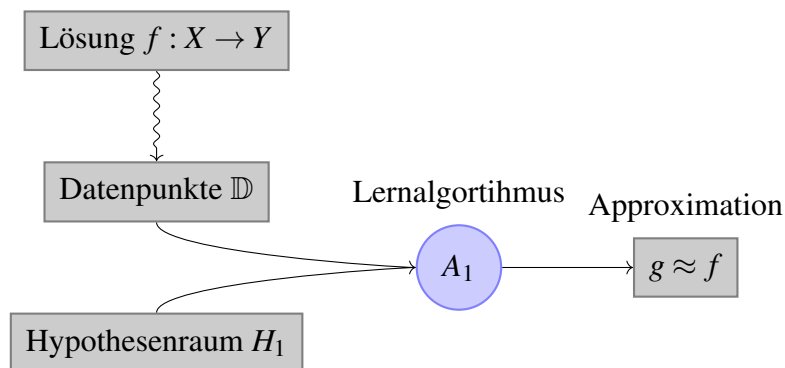 Lösung f : X → Y
Datenpunkte 𝔻
Lernalgortihmus
Approximation
A₁
g ≈ f
Hypothesenraum H₁